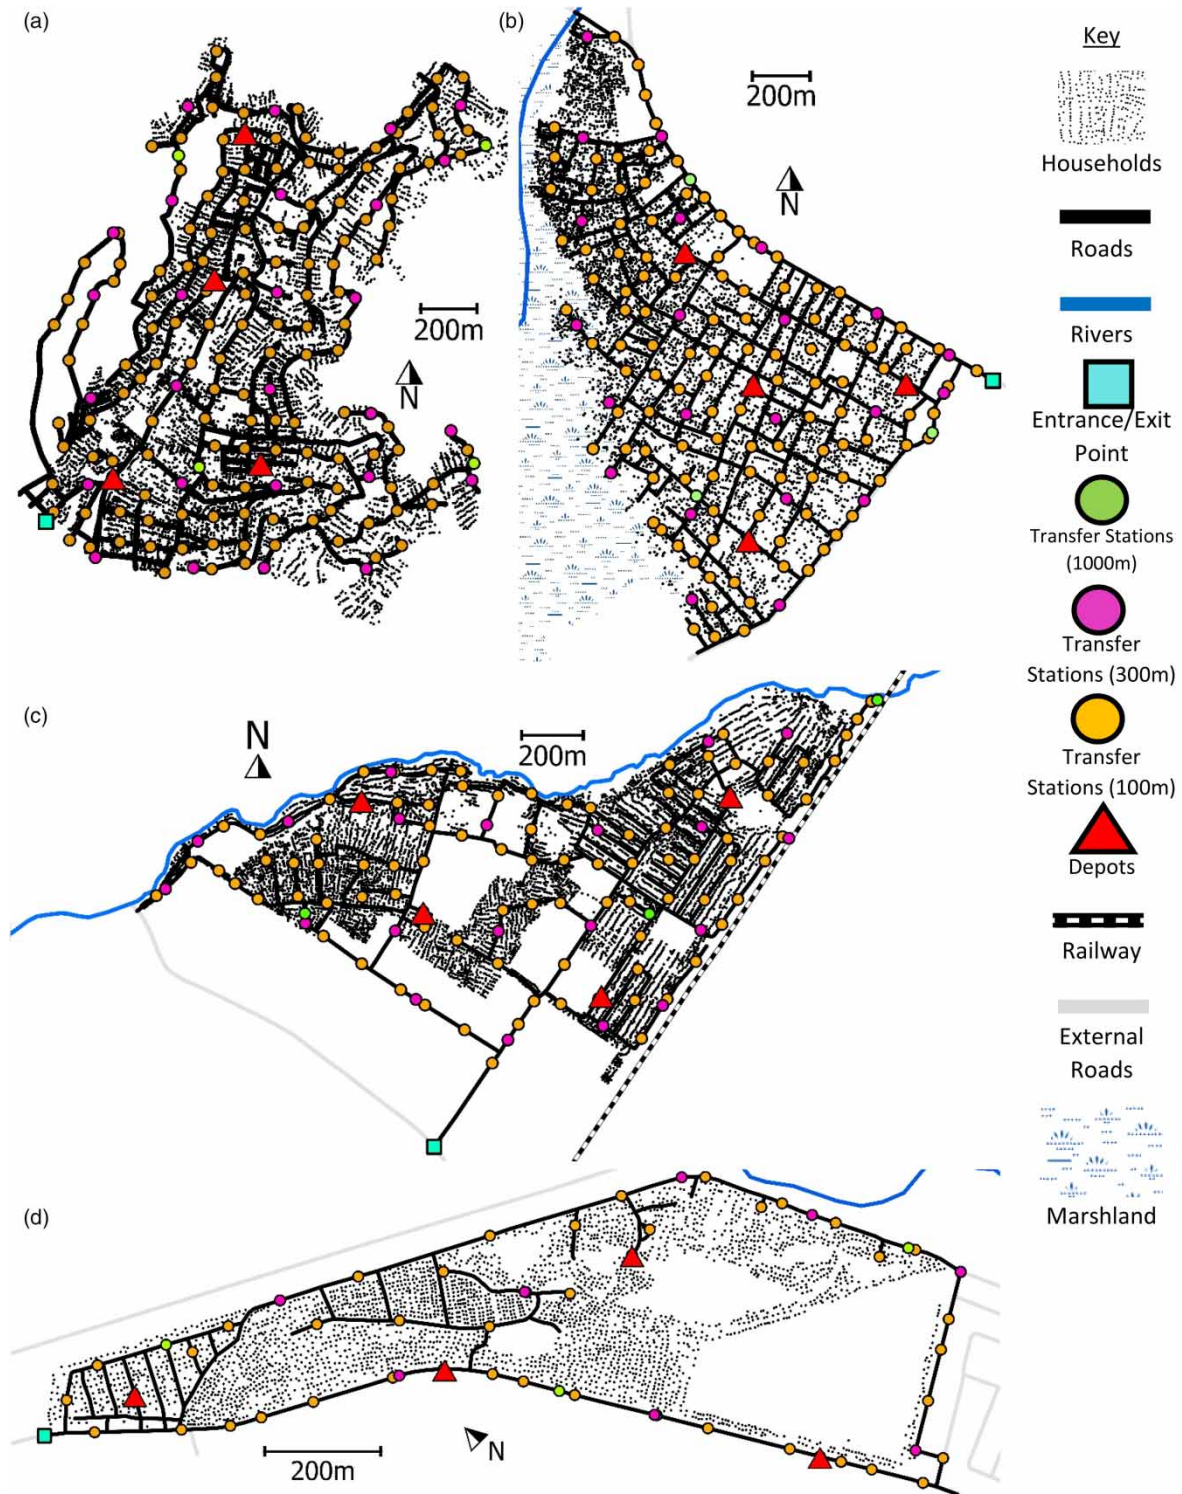 (a)
200m
N
(b)
200m
N
(c)
N
200m
(d)
200m
N
Key
Households
Roads
Rivers
Entrance/Exit
Point
Transfer Stations
(1000m)
Transfer
Stations (300m)
Transfer
Stations (100m)
Depots
Railway
External
Roads
Marshland